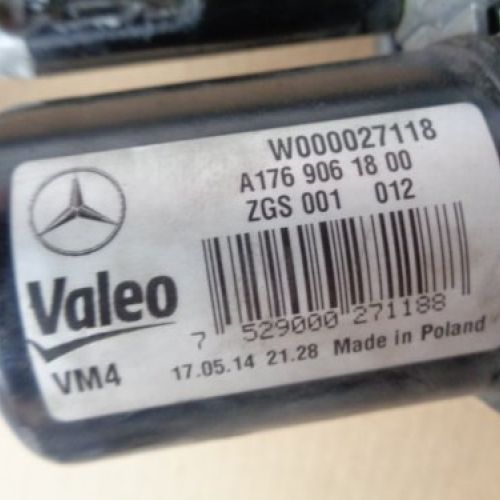 W000027118
A176 906 18 00
ZGS 001 012
Valeo
7 529000 271188
VM4
17.05.14 21.28 Made in Poland